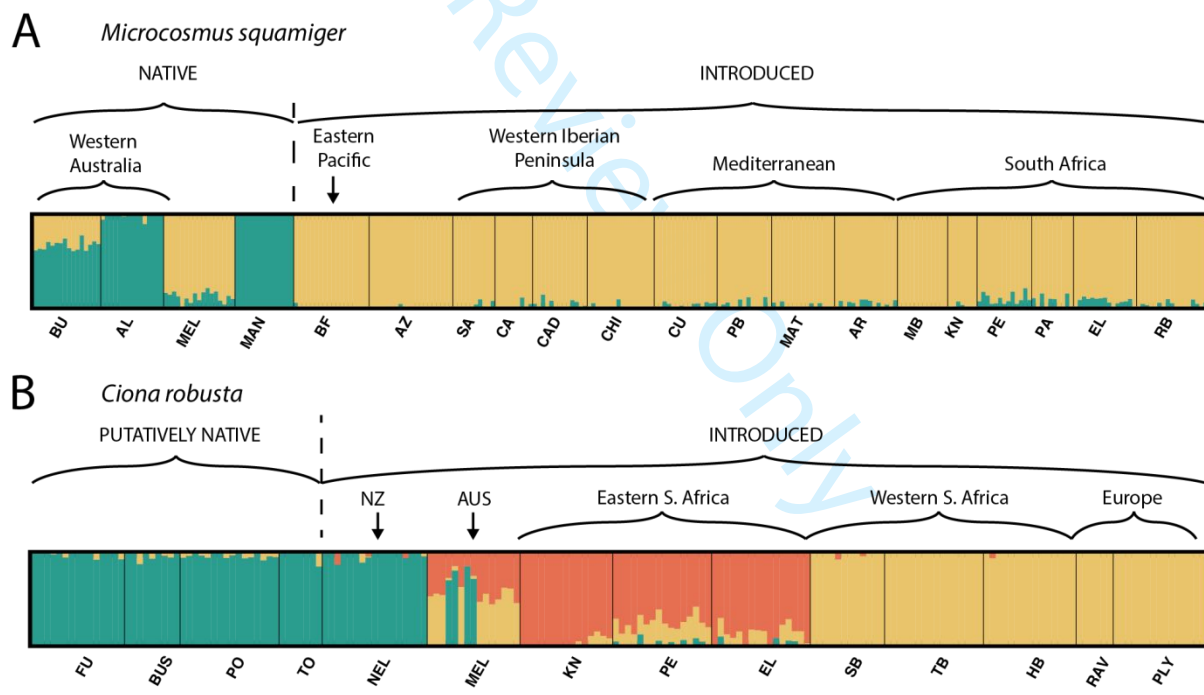 A
Microcosmus squamiger
NATIVE
INTRODUCED
Western
Australia
Eastern
Pacific
Western Iberian
Peninsula
Mediterranean
South Africa
BU AL MEL MAN BF AZ SA CA CAD CHI CU PB MAT AR MB KN PE PA EL RB
B
Ciona robusta
PUTATIVELY NATIVE
INTRODUCED
NZ
AUS
Eastern S. Africa
Western S. Africa
Europe
FU BUS PO TO NEL MEL KN PE EL SB TB HB RAV PLY
Review Only